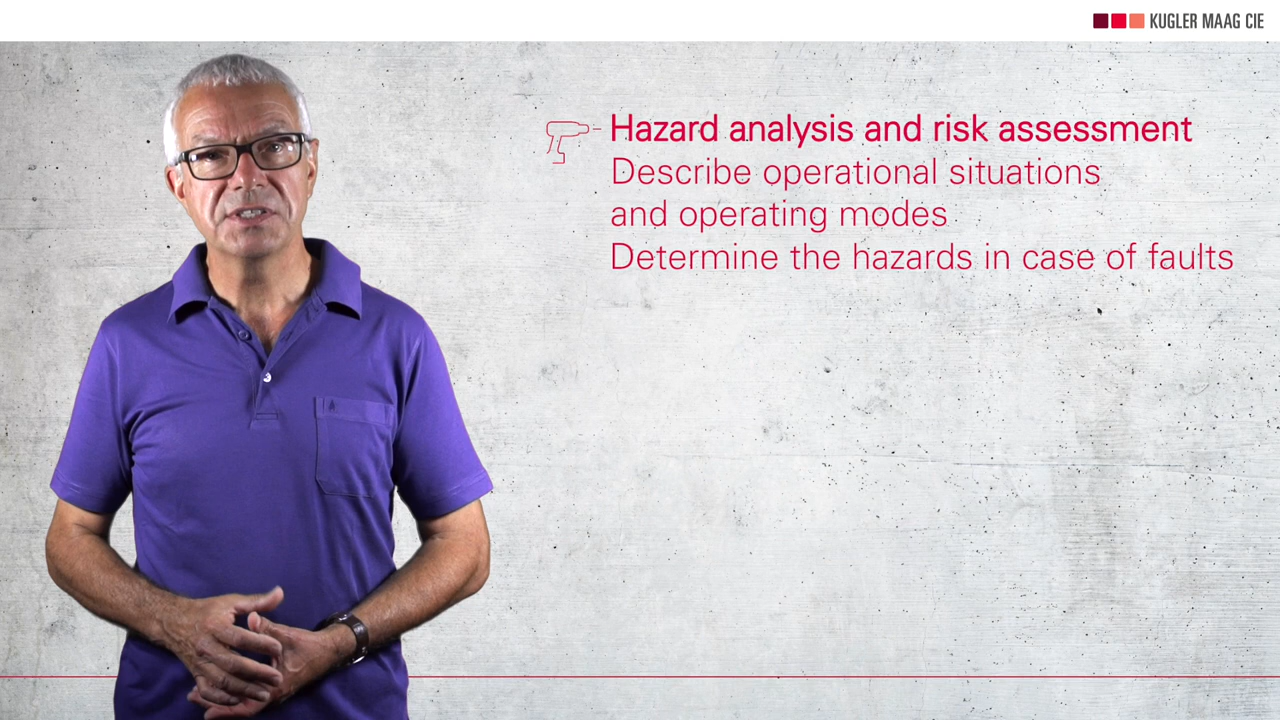 KUGLER MAAG CIE
Hazard analysis and risk assessment
Describe operational situations
and operating modes
Determine the hazards in case of faults